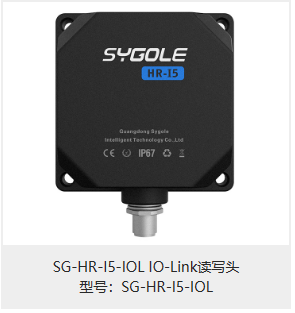 SYGOLE
HR-I5
Guangdong Sygole
Intelligent Technology Co.,Ltd
CE IP67
SG-HR-I5-IOL IO-Link读写头
型号：SG-HR-I5-IOL